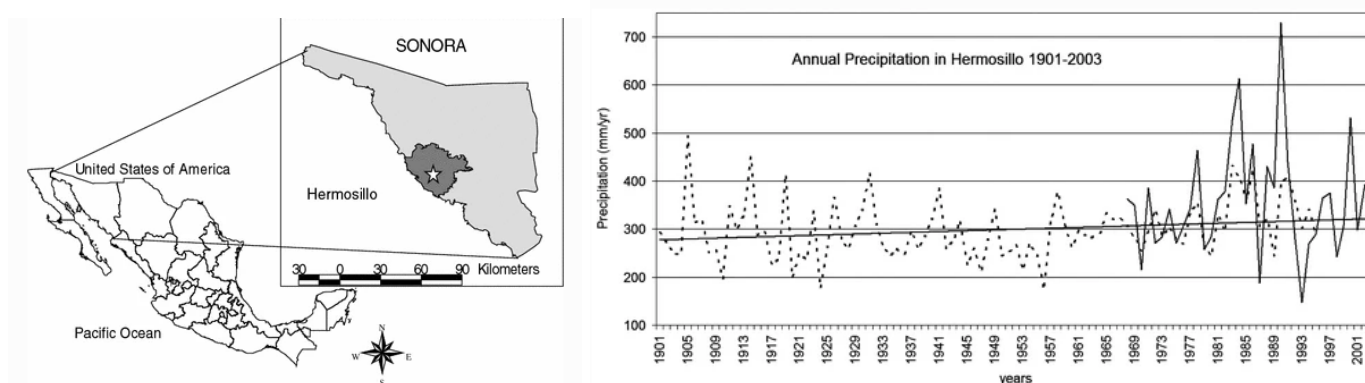 SONORA
United States of America
Hermosillo
30 0 30 60 90 Kilometers
Pacific Ocean
N
W E
S
Annual Precipitation in Hermosillo 1901-2003
Precipitation (mm/yr)
700
600
500
400
300
200
100
1901 1905 1909 1913 1917 1921 1925 1929 1933 1937 1941 1945 1949 1953 1957 1961 1965 1969 1973 1977 1981 1985 1989 1993 1997 2001
years